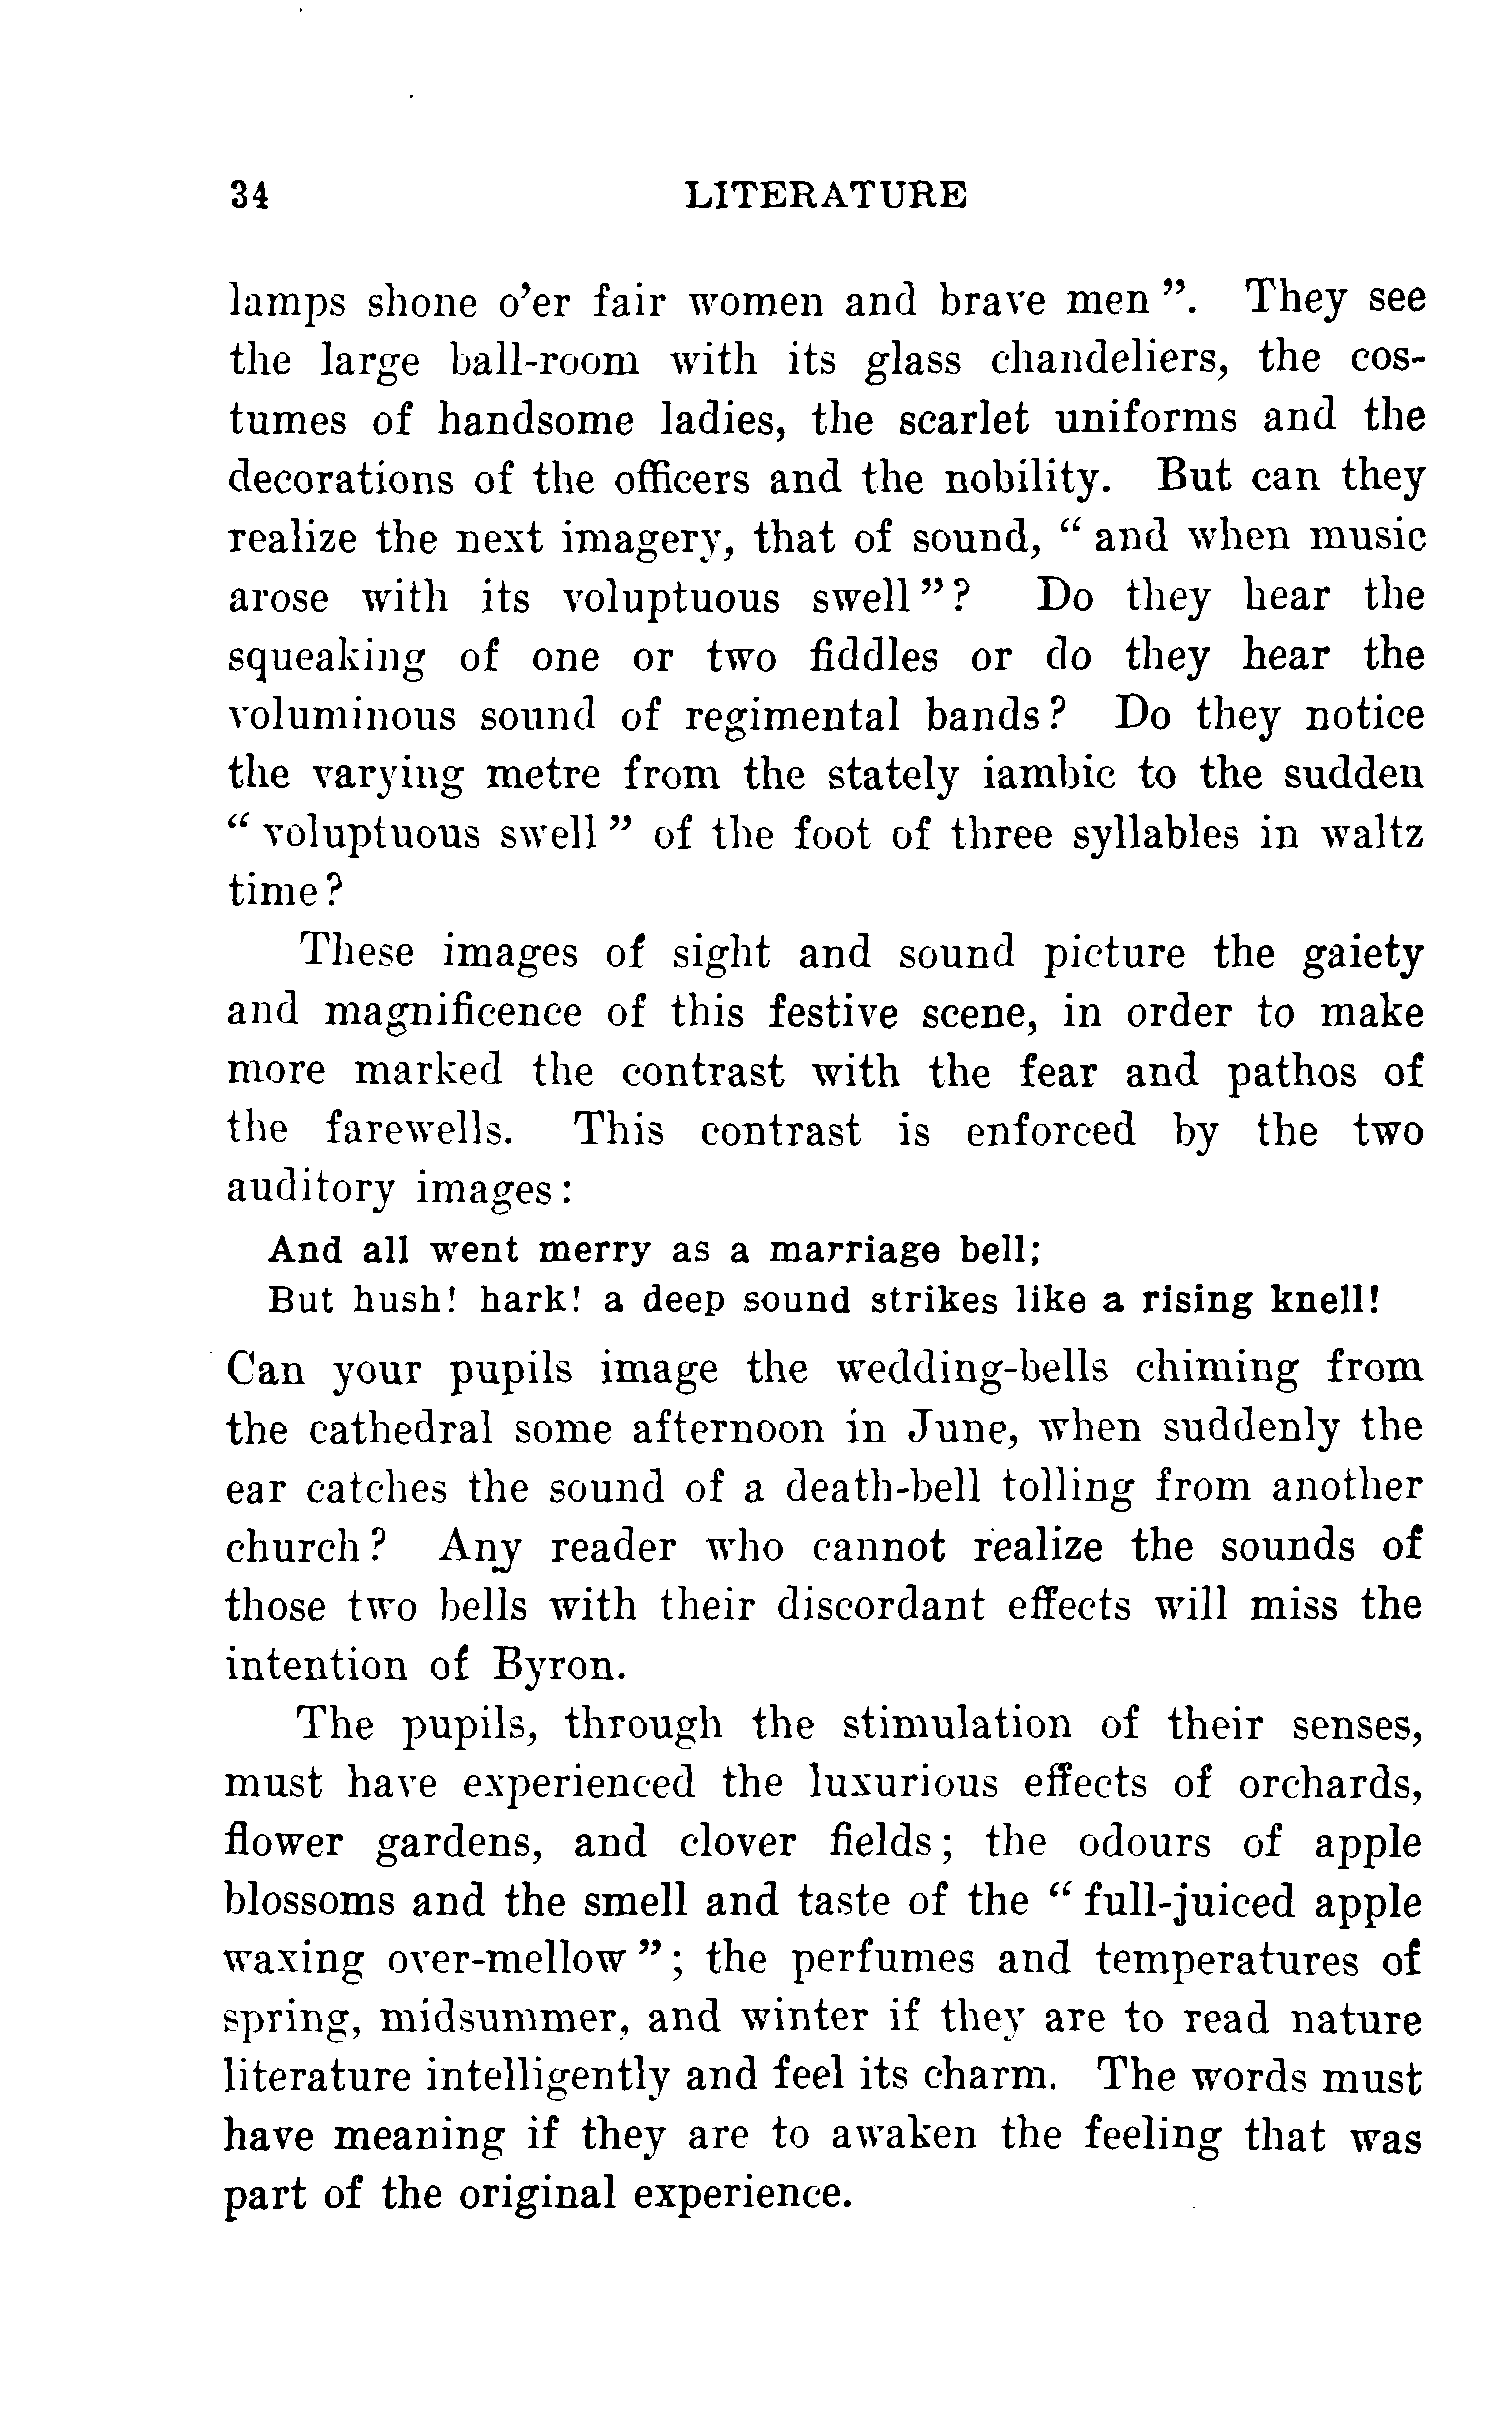 34 LITERATURE
lamps shone o'er fair women and brave men ". They see
the large ball-room with its glass chandeliers, the cos-
tumes of handsome ladies, the scarlet uniforms and the
decorations of the officers and the nobility. But can they
realize the next imagery, that of sound, " and when music
arose with its voluptuous swell "? Do they hear the
squeaking of one or two fiddles or do they hear the
voluminous sound of regimental bands? Do they notice
the varying metre from the stately iambic to the sudden
" voluptuous swell " of the foot of three syllables in waltz
time?
These images of sight and sound picture the gaiety
and magnificence of this festive scene, in order to make
more marked the contrast with the fear and pathos of
the farewells. This contrast is enforced by the two
auditory images:
And all went merry as a marriage bell;
But hush! hark! a deep sound strikes like a rising knell!
Can your pupils image the wedding-bells chiming from
the cathedral some afternoon in June, when suddenly the
ear catches the sound of a death-bell tolling from another
church? Any reader who cannot realize the sounds of
those two bells with their discordant effects will miss the
intention of Byron.
The pupils, through the stimulation of their senses,
must have experienced the luxurious effects of orchards,
flower gardens, and clover fields; the odours of apple
blossoms and the smell and taste of the " full-juiced apple
waxing over-mellow "; the perfumes and temperatures of
spring, midsummer, and winter if they are to read nature
literature intelligently and feel its charm. The words must
have meaning if they are to awaken the feeling that was
part of the original experience.